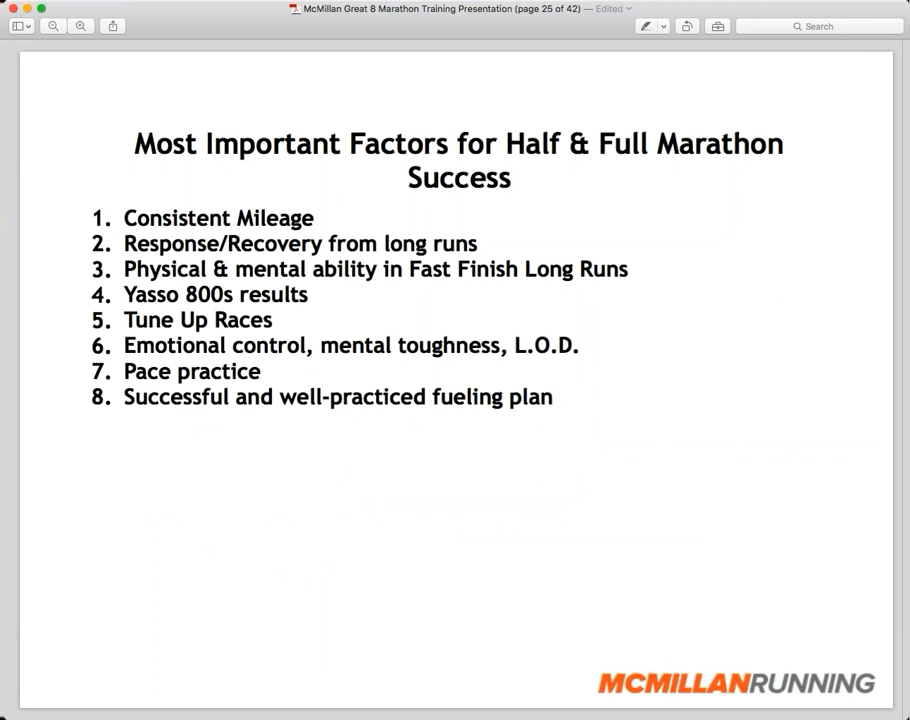 McMillan Great 8 Marathon Training Presentation (page 25 of 42) — Edited
Search
Most Important Factors for Half & Full Marathon
Success
1. Consistent Mileage
2. Response/Recovery from long runs
3. Physical & mental ability in Fast Finish Long Runs
4. Yasso 800s results
5. Tune Up Races
6. Emotional control, mental toughness, L.O.D.
7. Pace practice
8. Successful and well-practiced fueling plan
MCMILLANRUNNING